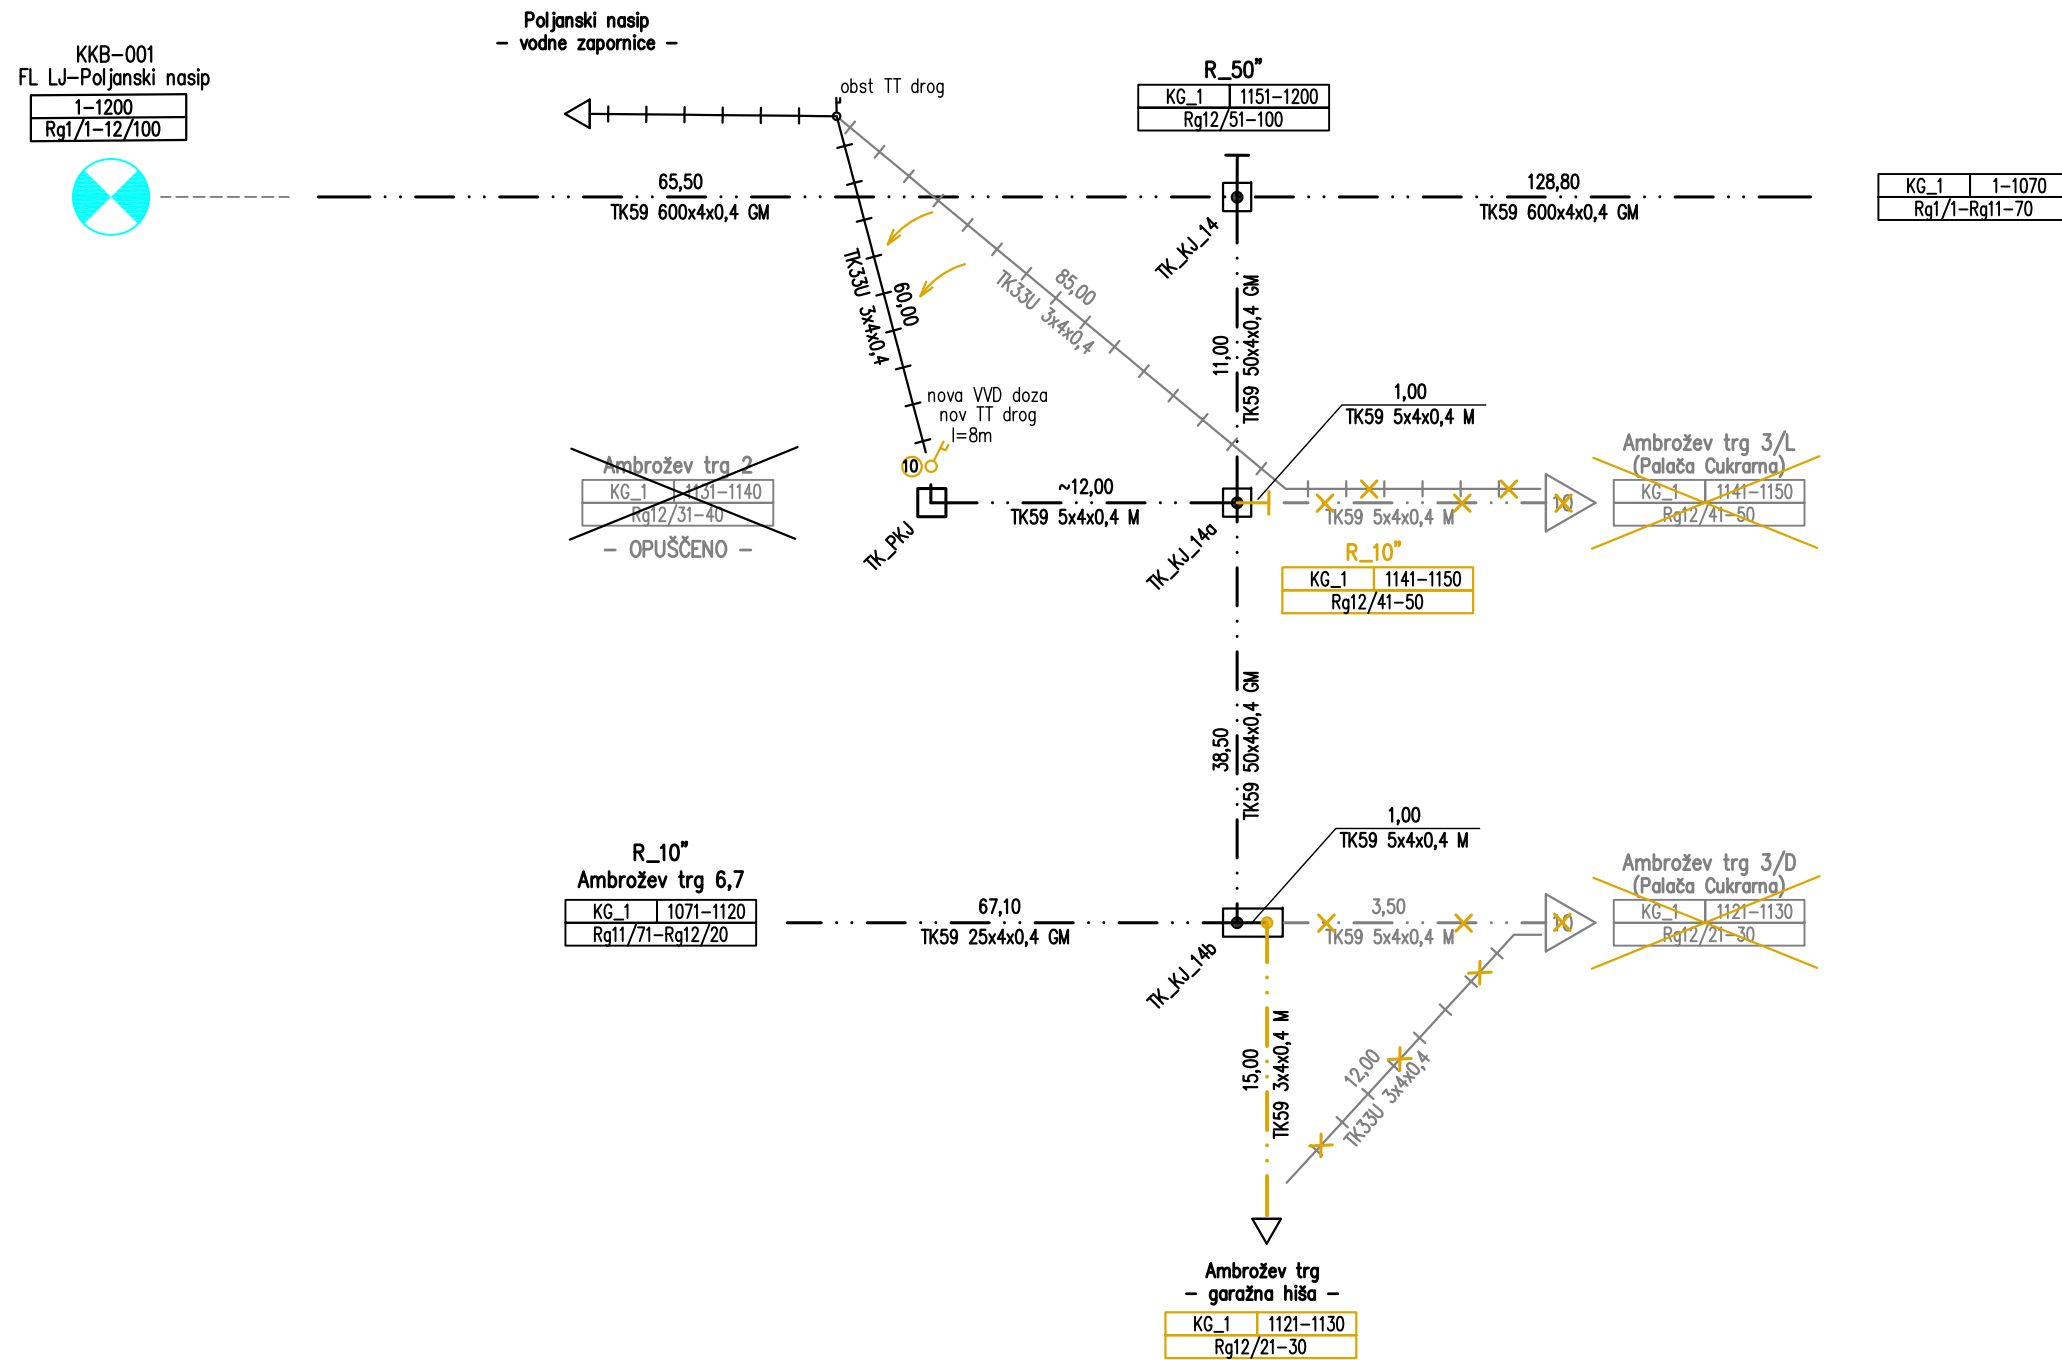 Poljanski nasip
- vodne zapornice -
KKB-001
FL LJ-Poljanski nasip
1-1200
Rg1/1-12/100
obst TT drog
R_50"
KG_1 1151-1200
Rg12/51-100
65,50
TK59 600x4x0,4 GM
128,80
TK59 600x4x0,4 GM
KG_1 1-1070
Rg1/1-Rg11-70
TK_KJ_14
60,00
TK33U 3x4x0,4
85,00
TK33U 3x4x0,4
11,00
TK59 50x4x0,4 GM
nova VVD doza
nov TT drog
l=8m
10
1,00
TK59 5x4x0,4 M
Ambrožev trg 2
KG_1 1131-1140
Rg12/31-40
- OPUŠČENO -
~12,00
TK59 5x4x0,4 M
TK_PKJ
TK_KJ_14a
TK59 5x4x0,4 M
10
Ambrožev trg 3/L
(Palača Cukrarna)
KG_1 1141-1150
Rg12/41-50
R_10"
KG_1 1141-1150
Rg12/41-50
38,50
TK59 50x4x0,4 GM
1,00
TK59 5x4x0,4 M
R_10"
Ambrožev trg 6,7
KG_1 1071-1120
Rg11/71-Rg12/20
67,10
TK59 25x4x0,4 GM
TK_KJ_14b
3,50
TK59 5x4x0,4 M
10
Ambrožev trg 3/D
(Palača Cukrarna)
KG_1 1121-1130
Rg12/21-30
15,00
TK59 3x4x0,4 M
12,00
TK33U 3x4x0,4
Ambrožev trg
- garažna hiša -
KG_1 1121-1130
Rg12/21-30